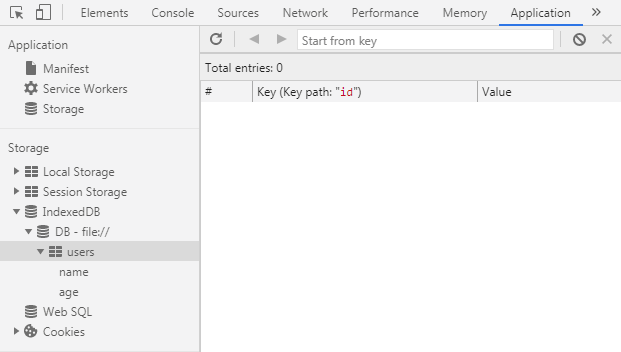 Elements Console Sources Network Performance Memory Application »
Start from key
Application
Manifest
Service Workers
Storage
Total entries: 0
# Key (Key path: "id") Value
Storage
Local Storage
Session Storage
IndexedDB
DB - file://
users
name
age
Web SQL
Cookies